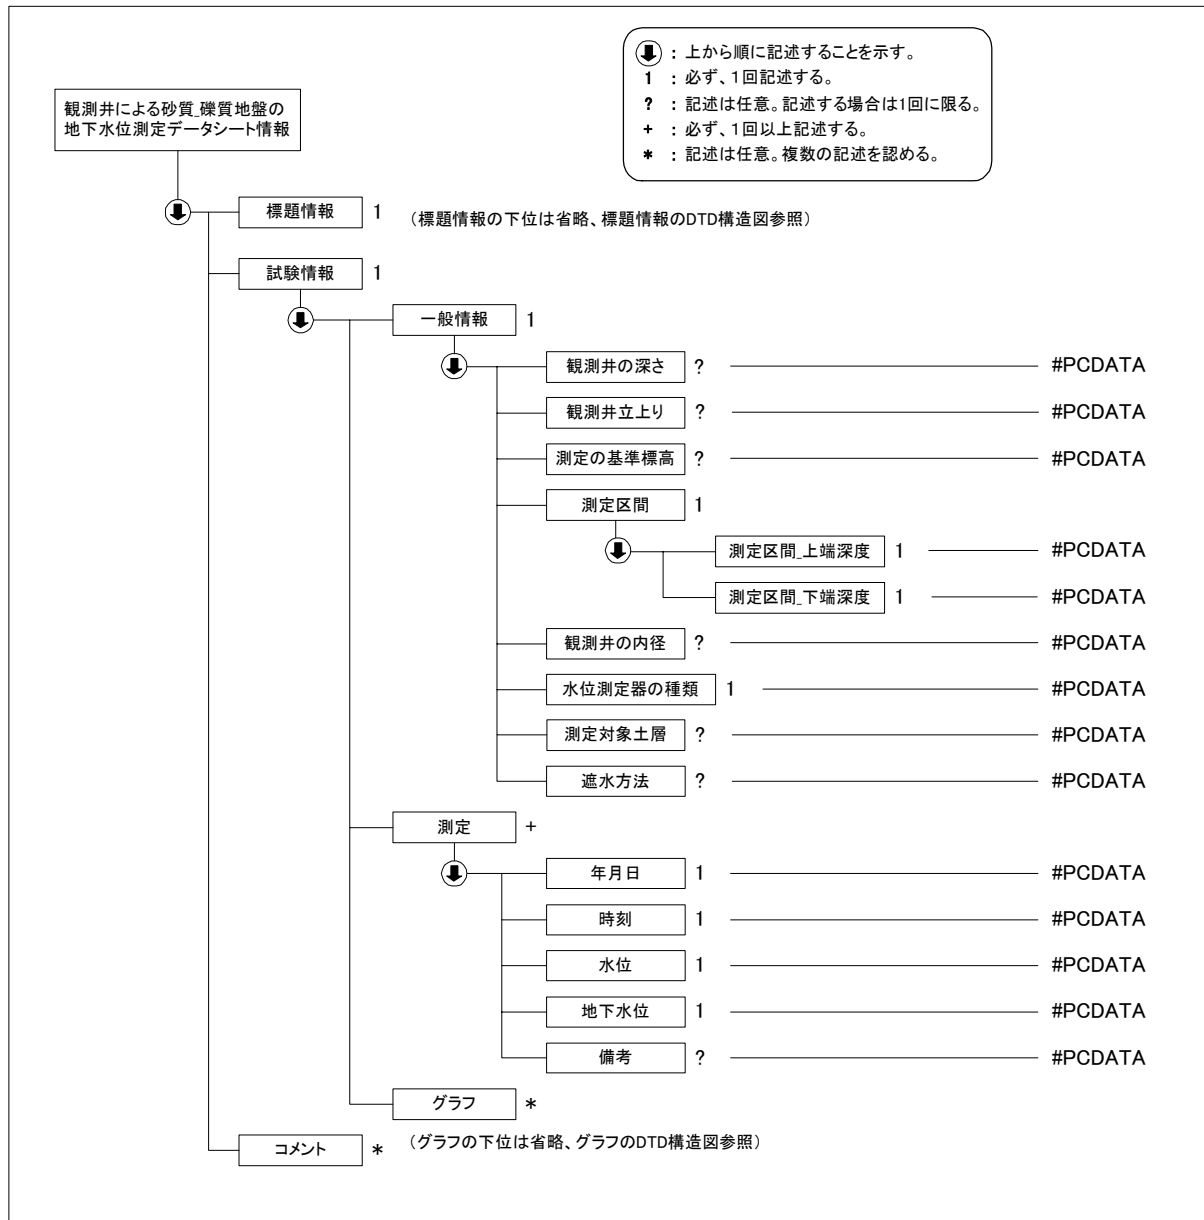 ⬇ : 上から順に記述することを示す。
1 : 必ず、1回記述する。
? : 記述は任意。記述する場合は1回に限る。
+ : 必ず、1回以上記述する。
* : 記述は任意。複数の記述を認める。
観測井による砂質_礫質地盤の
地下水位測定データシート情報
標題情報 1 （標題情報の下位は省略、標題情報のDTD構造図参照）
試験情報 1
一般情報 1
観測井の深さ ? #PCDATA
観測井立上り ? #PCDATA
測定の基準標高 ? #PCDATA
測定区間 1
測定区間_上端深度 1 #PCDATA
測定区間_下端深度 1 #PCDATA
観測井の内径 ? #PCDATA
水位測定器の種類 1 #PCDATA
測定対象土層 ? #PCDATA
遮水方法 ? #PCDATA
測定 +
年月日 1 #PCDATA
時刻 1 #PCDATA
水位 1 #PCDATA
地下水位 1 #PCDATA
備考 ? #PCDATA
グラフ *
コメント * （グラフの下位は省略、グラフのDTD構造図参照）